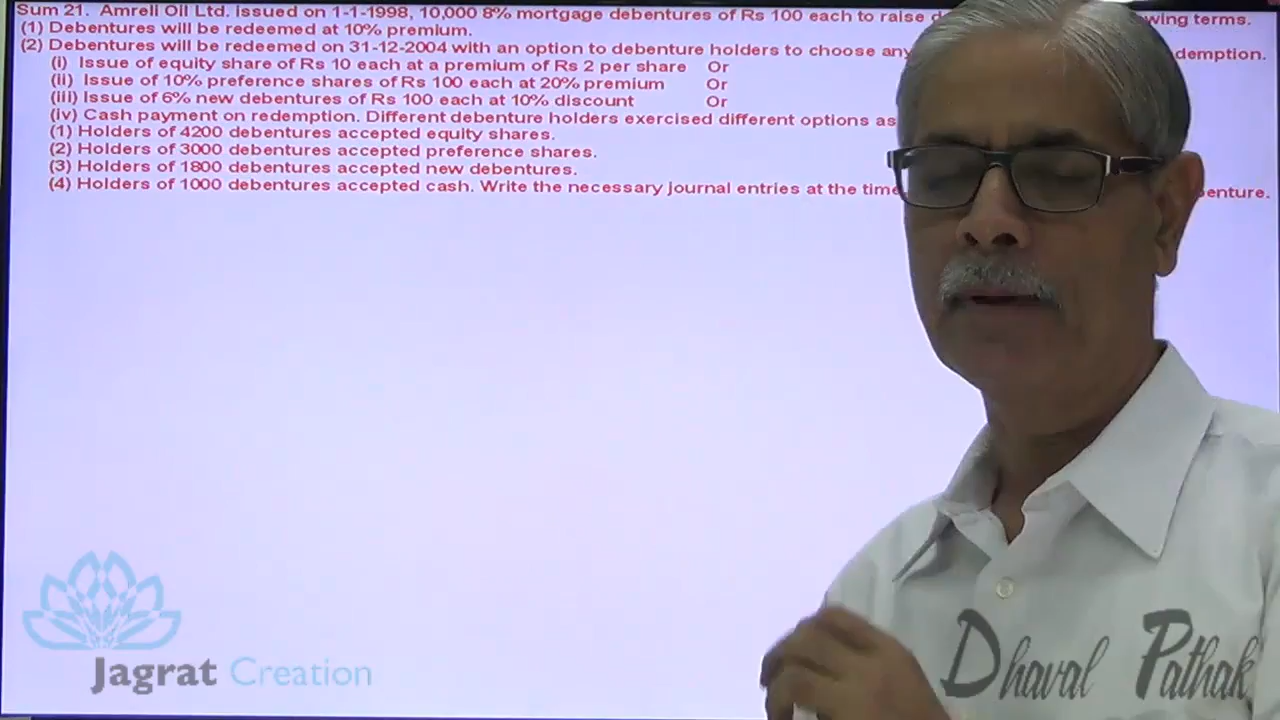 Sum 21. Amreli Oil Ltd. issued on 1-1-1998, 10,000 8% mortgage debentures of Rs 100 each to raise wing terms.
(1) Debentures will be redeemed at 10% premium.
(2) Debentures will be redeemed on 31-12-2004 with an option to debenture holders to choose any demption.
(i) Issue of equity share of Rs 10 each at a premium of Rs 2 per share Or
(ii) Issue of 10% preference shares of Rs 100 each at 20% premium Or
(iii) Issue of 6% new debentures of Rs 100 each at 10% discount Or
(iv) Cash payment on redemption. Different debenture holders exercised different options as
(1) Holders of 4200 debentures accepted equity shares.
(2) Holders of 3000 debentures accepted preference shares.
(3) Holders of 1800 debentures accepted new debentures.
(4) Holders of 1000 debentures accepted cash. Write the necessary journal entries at the time enture.
Jagrat Creation
Dhaval Pathak